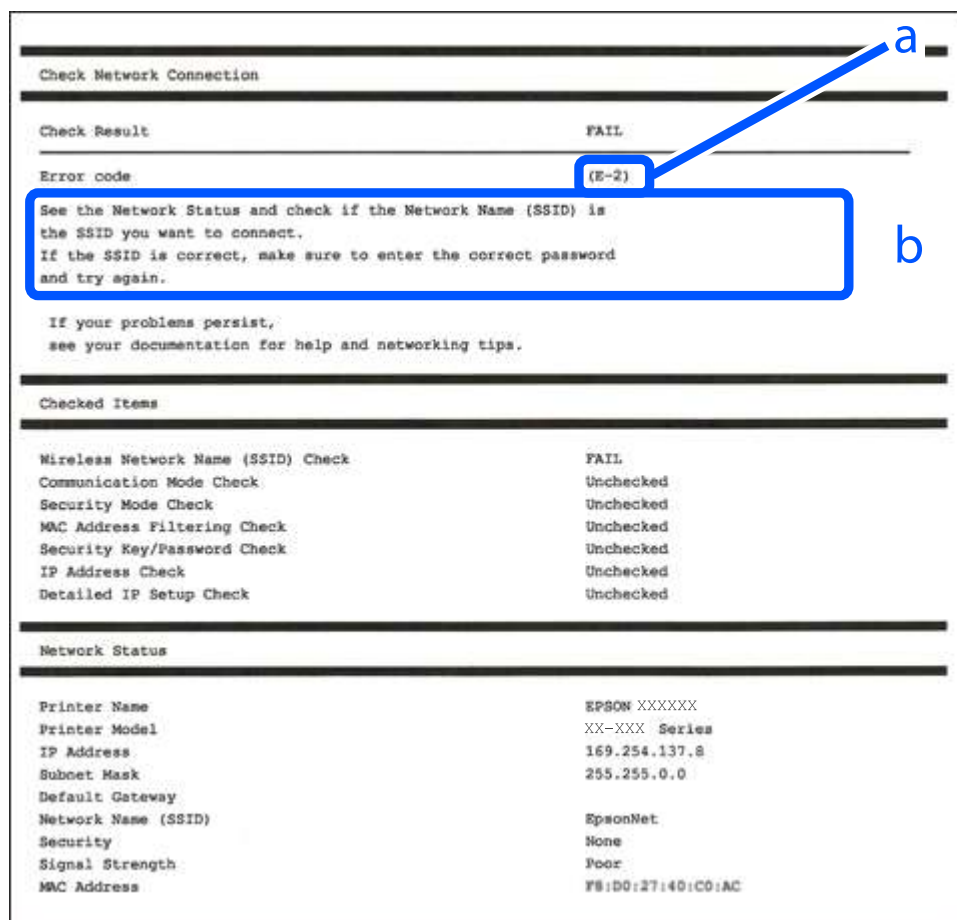 a
Check Network Connection
Check Result FAIL
Error code (E-2)
See the Network Status and check if the Network Name (SSID) is
the SSID you want to connect.
If the SSID is correct, make sure to enter the correct password
and try again.
b
If your problems persist,
see your documentation for help and networking tips.
Checked Items
Wireless Network Name (SSID) Check FAIL
Communication Mode Check Unchecked
Security Mode Check Unchecked
MAC Address Filtering Check Unchecked
Security Key/Password Check Unchecked
IP Address Check Unchecked
Detailed IP Setup Check Unchecked
Network Status
Printer Name EPSON XXXXXX
Printer Model XX-XXX Series
IP Address 169.254.137.8
Subnet Mask 255.255.0.0
Default Gateway
Network Name (SSID) EpsonNet
Security None
Signal Strength Poor
MAC Address F8:D0:27:40:C0:AC